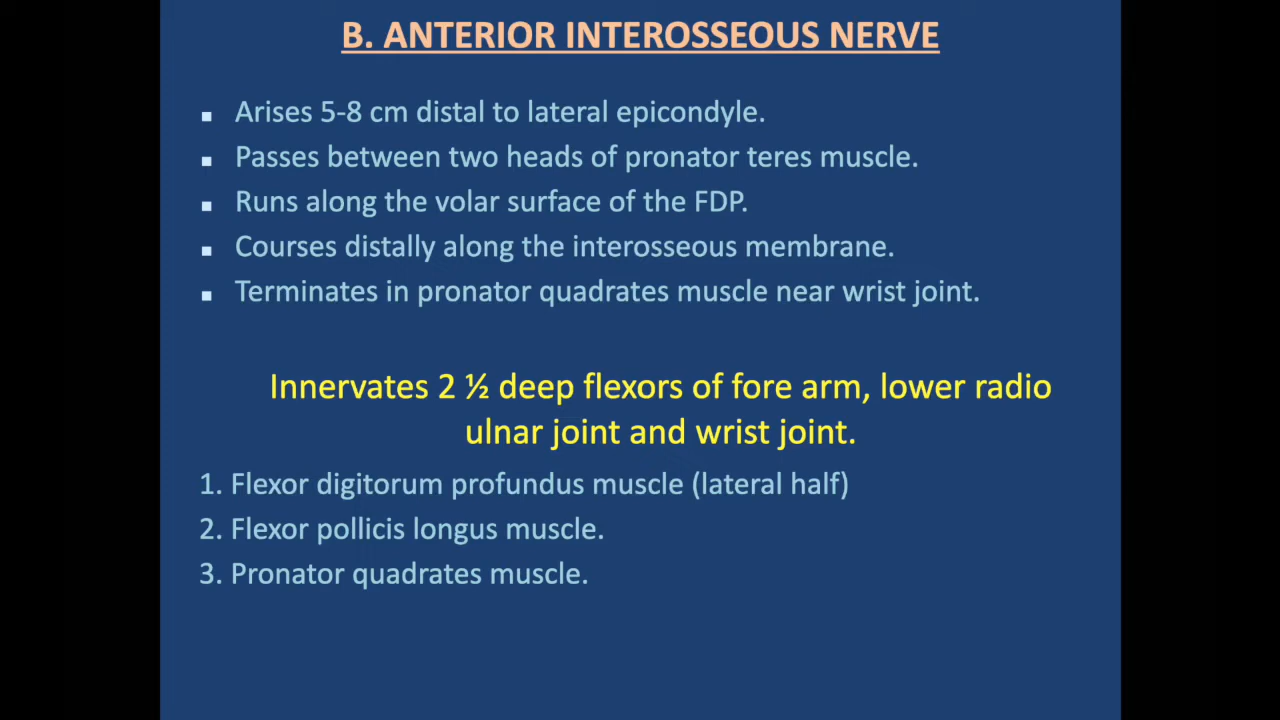 B. ANTERIOR INTEROSSEOUS NERVE
▪ Arises 5-8 cm distal to lateral epicondyle.
▪ Passes between two heads of pronator teres muscle.
▪ Runs along the volar surface of the FDP.
▪ Courses distally along the interosseous membrane.
▪ Terminates in pronator quadrates muscle near wrist joint.
Innervates 2 ½ deep flexors of fore arm, lower radio
ulnar joint and wrist joint.
1. Flexor digitorum profundus muscle (lateral half)
2. Flexor pollicis longus muscle.
3. Pronator quadrates muscle.